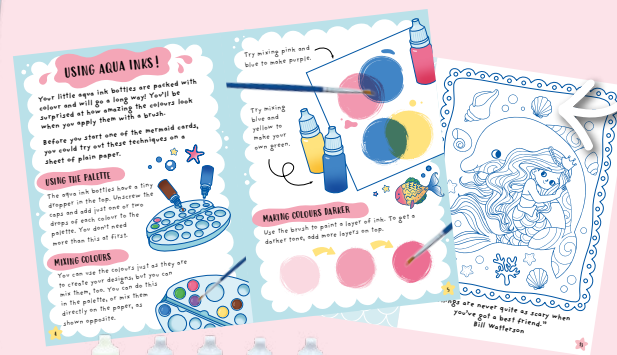 USING AQUA INKS!
Your little aqua ink bottles are packed with
colour and will go a long way! You'll be
surprised at how amazing the colours look
when you apply them with a brush.
Before you start one of the mermaid cards,
you could try out these techniques on a
sheet of plain paper.
USING THE PALETTE
The aqua ink bottles have a tiny
dropper in the top. Unscrew the
caps and add just one or two
drops of each colour to the
palette. You don't need
more than this at first.
MIXING COLOURS
You can use the colours just as they are
to create your designs, but you can
mix them, too. You can do this
in the palette, or mix them
directly on the paper, as
shown opposite.
4
Try mixing pink and
blue to make purple.
Try mixing
blue and
yellow to
make your
own green.
MAKING COLOURS DARKER
Use the brush to paint a layer of ink. To get a
darker tone, add more layers on top.
5
are never quite as scary when
you've got a best friend."
Bill Watterson